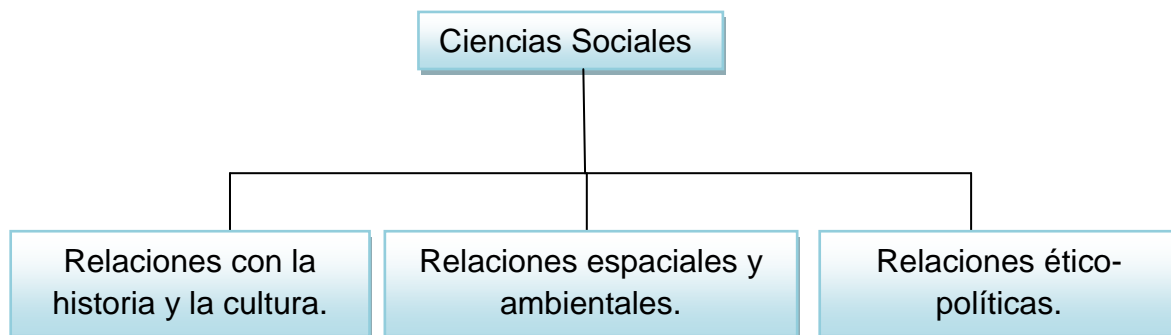 Ciencias Sociales
Relaciones con la
historia y la cultura.
Relaciones espaciales y
ambientales.
Relaciones ético-
políticas.